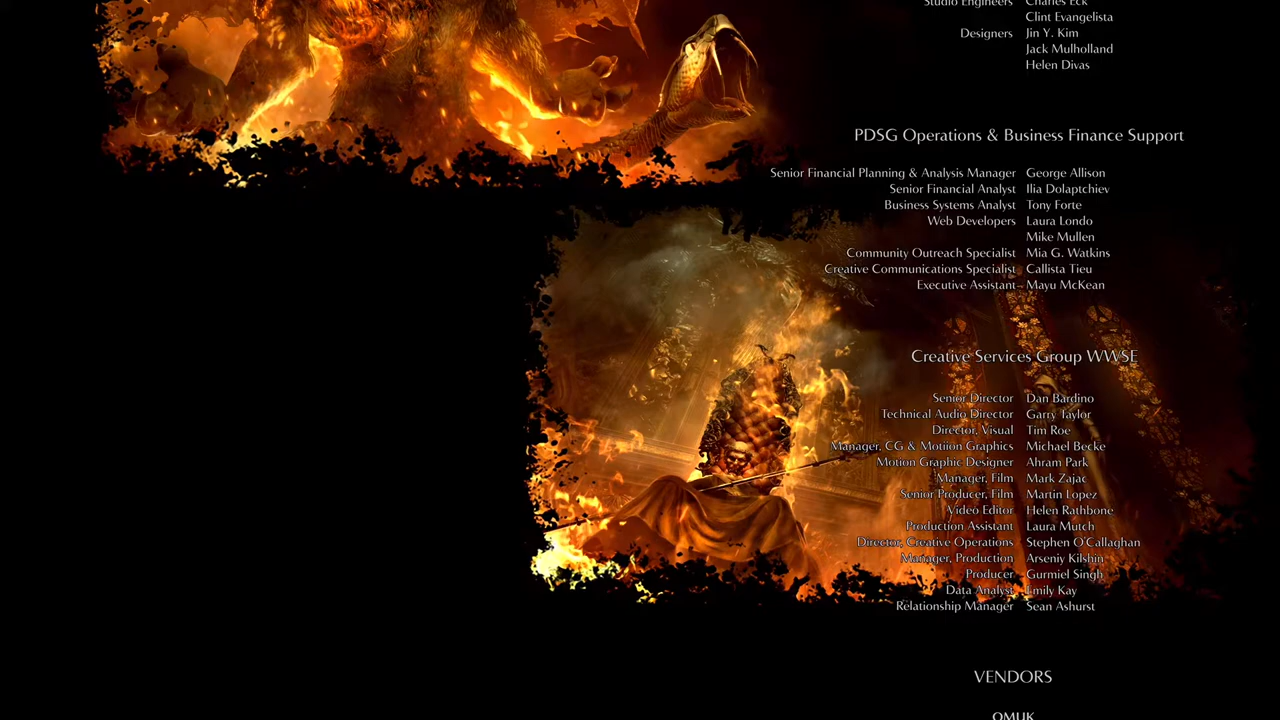 Studio Engineers Charles Eck
Clint Evangelista
Designers Jin Y. Kim
Jack Mulholland
Helen Divas
PDSG Operations & Business Finance Support
Senior Financial Planning & Analysis Manager George Allison
Senior Financial Analyst Ilia Dolaptchiev
Business Systems Analyst Tony Forte
Web Developers Laura Londo
Mike Mullen
Community Outreach Specialist Mia G. Watkins
Creative Communications Specialist Callista Tieu
Executive Assistant Mayu McKean
Creative Services Group WWSE
Senior Director Dan Bardino
Technical Audio Director Garry Taylor
Director, Visual Tim Roe
Manager, CG & Motiion Graphics Michael Becke
Motion Graphic Designer Ahram Park
Manager, Film Mark Zajac
Senior Producer, Film Martin Lopez
Video Editor Helen Rathbone
Production Assistant Laura Mutch
Director, Creative Operations Stephen O'Callaghan
Manager, Production Arseniy Kilshin
Producer Gurmiel Singh
Data Analyst Emily Kay
Relationship Manager Sean Ashurst
VENDORS
OMUK